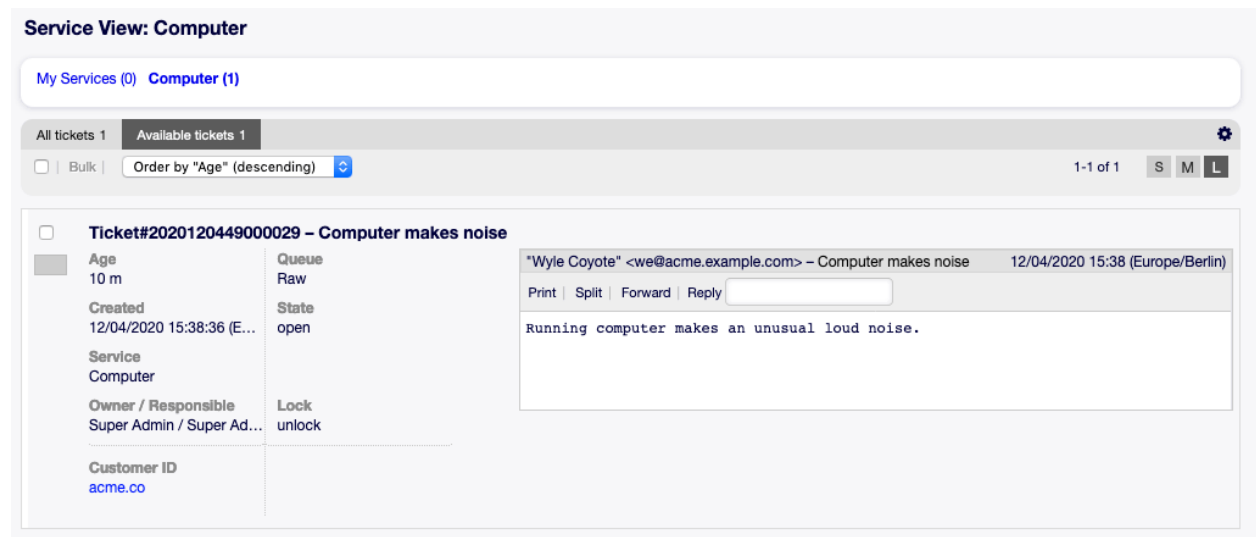 Service View: Computer
My Services (0) Computer (1)
All tickets 1 Available tickets 1
Bulk | Order by "Age" (descending) 1-1 of 1 S M L
Ticket#2020120449000029 – Computer makes noise
Age Queue
10 m Raw
Created State
12/04/2020 15:38:36 (E... open
Service
Computer
Owner / Responsible Lock
Super Admin / Super Ad... unlock
Customer ID
acme.co
"Wyle Coyote" <we@acme.example.com> – Computer makes noise 12/04/2020 15:38 (Europe/Berlin)
Print | Split | Forward | Reply
Running computer makes an unusual loud noise.